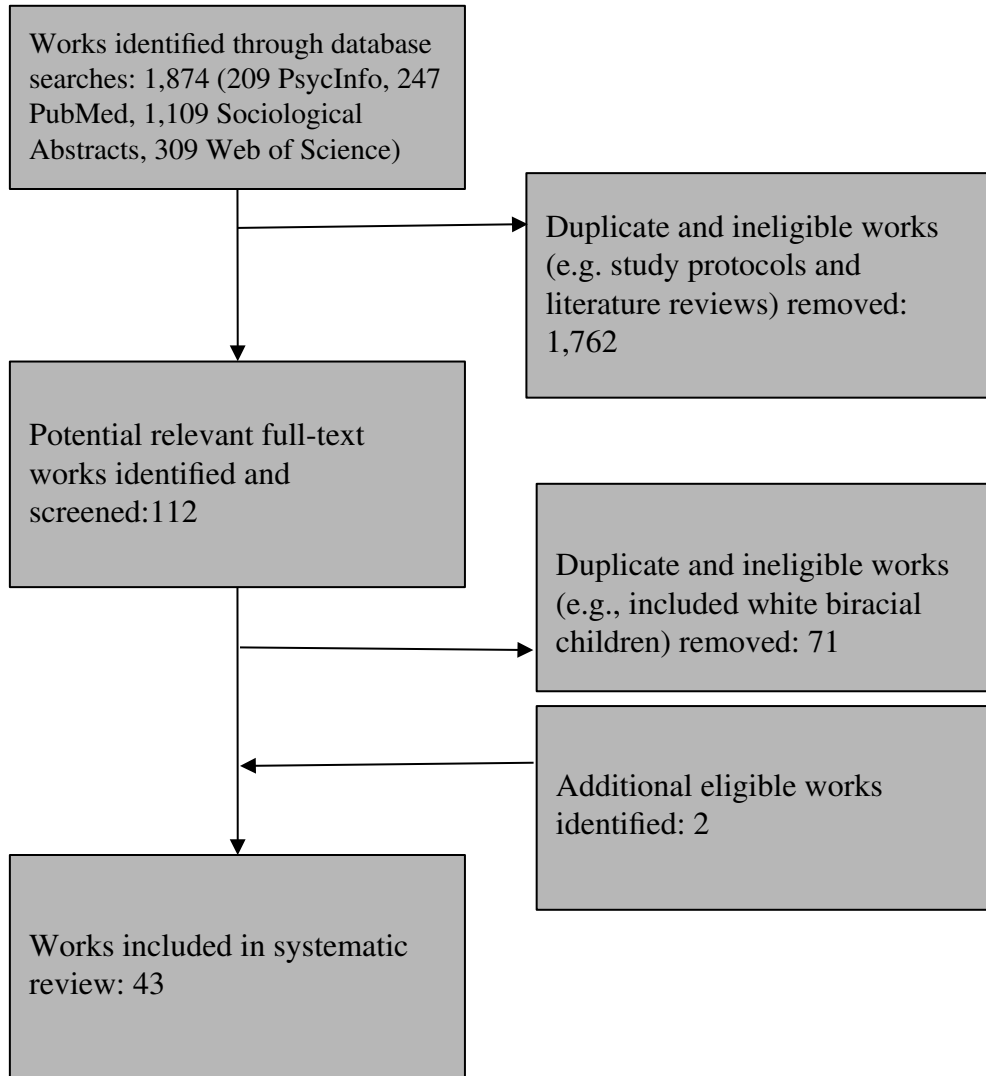 Works identified through database
searches: 1,874 (209 PsycInfo, 247
PubMed, 1,109 Sociological
Abstracts, 309 Web of Science)
Duplicate and ineligible works
(e.g. study protocols and
literature reviews) removed:
1,762
Potential relevant full-text
works identified and
screened:112
Duplicate and ineligible works
(e.g., included white biracial
children) removed: 71
Additional eligible works
identified: 2
Works included in systematic
review: 43